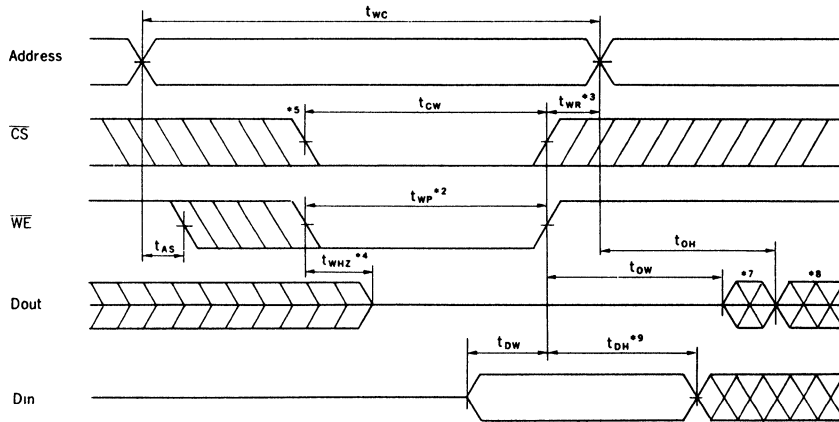 tWC
Address
*5
tCW
tWR*3
CS
tWP*2
WE
tAS
tWHZ*4
tOH
tOW
*7
*8
Dout
tDW
tDH*9
Din